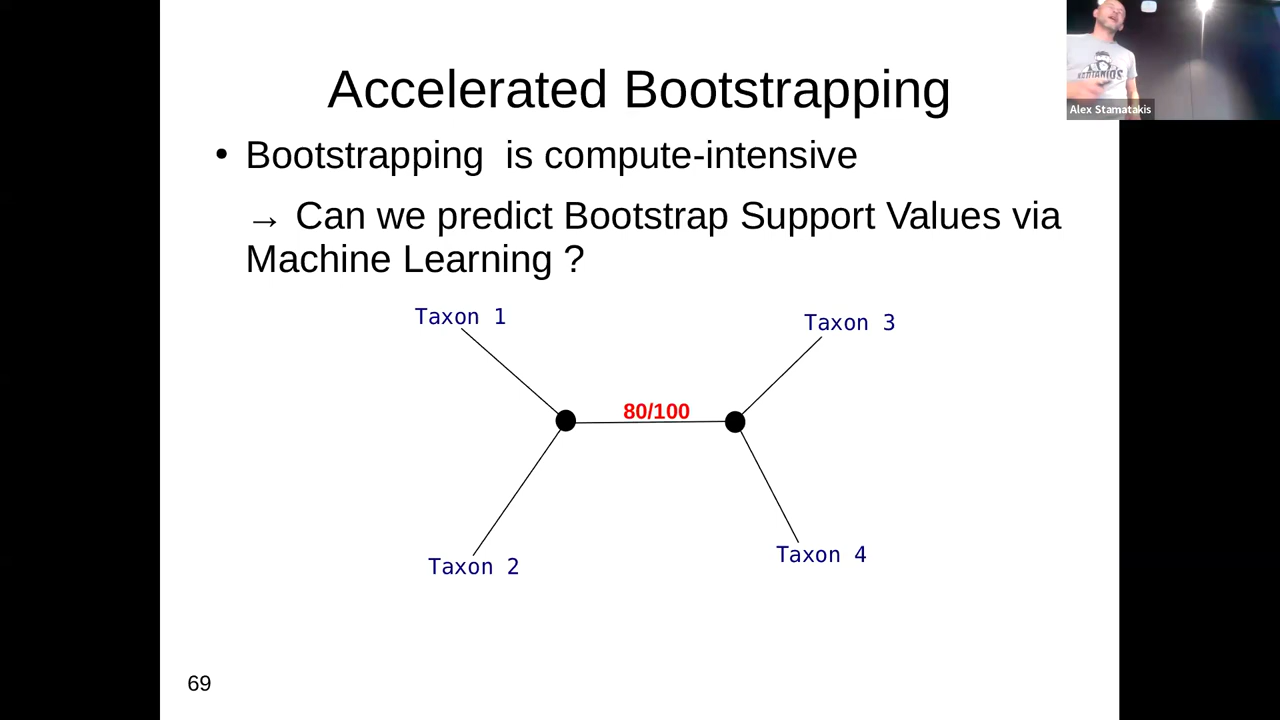 Accelerated Bootstrapping
Alex Stamatakis
• Bootstrapping is compute-intensive
→ Can we predict Bootstrap Support Values via
Machine Learning ?
Taxon 1
Taxon 3
80/100
Taxon 4
Taxon 2
69